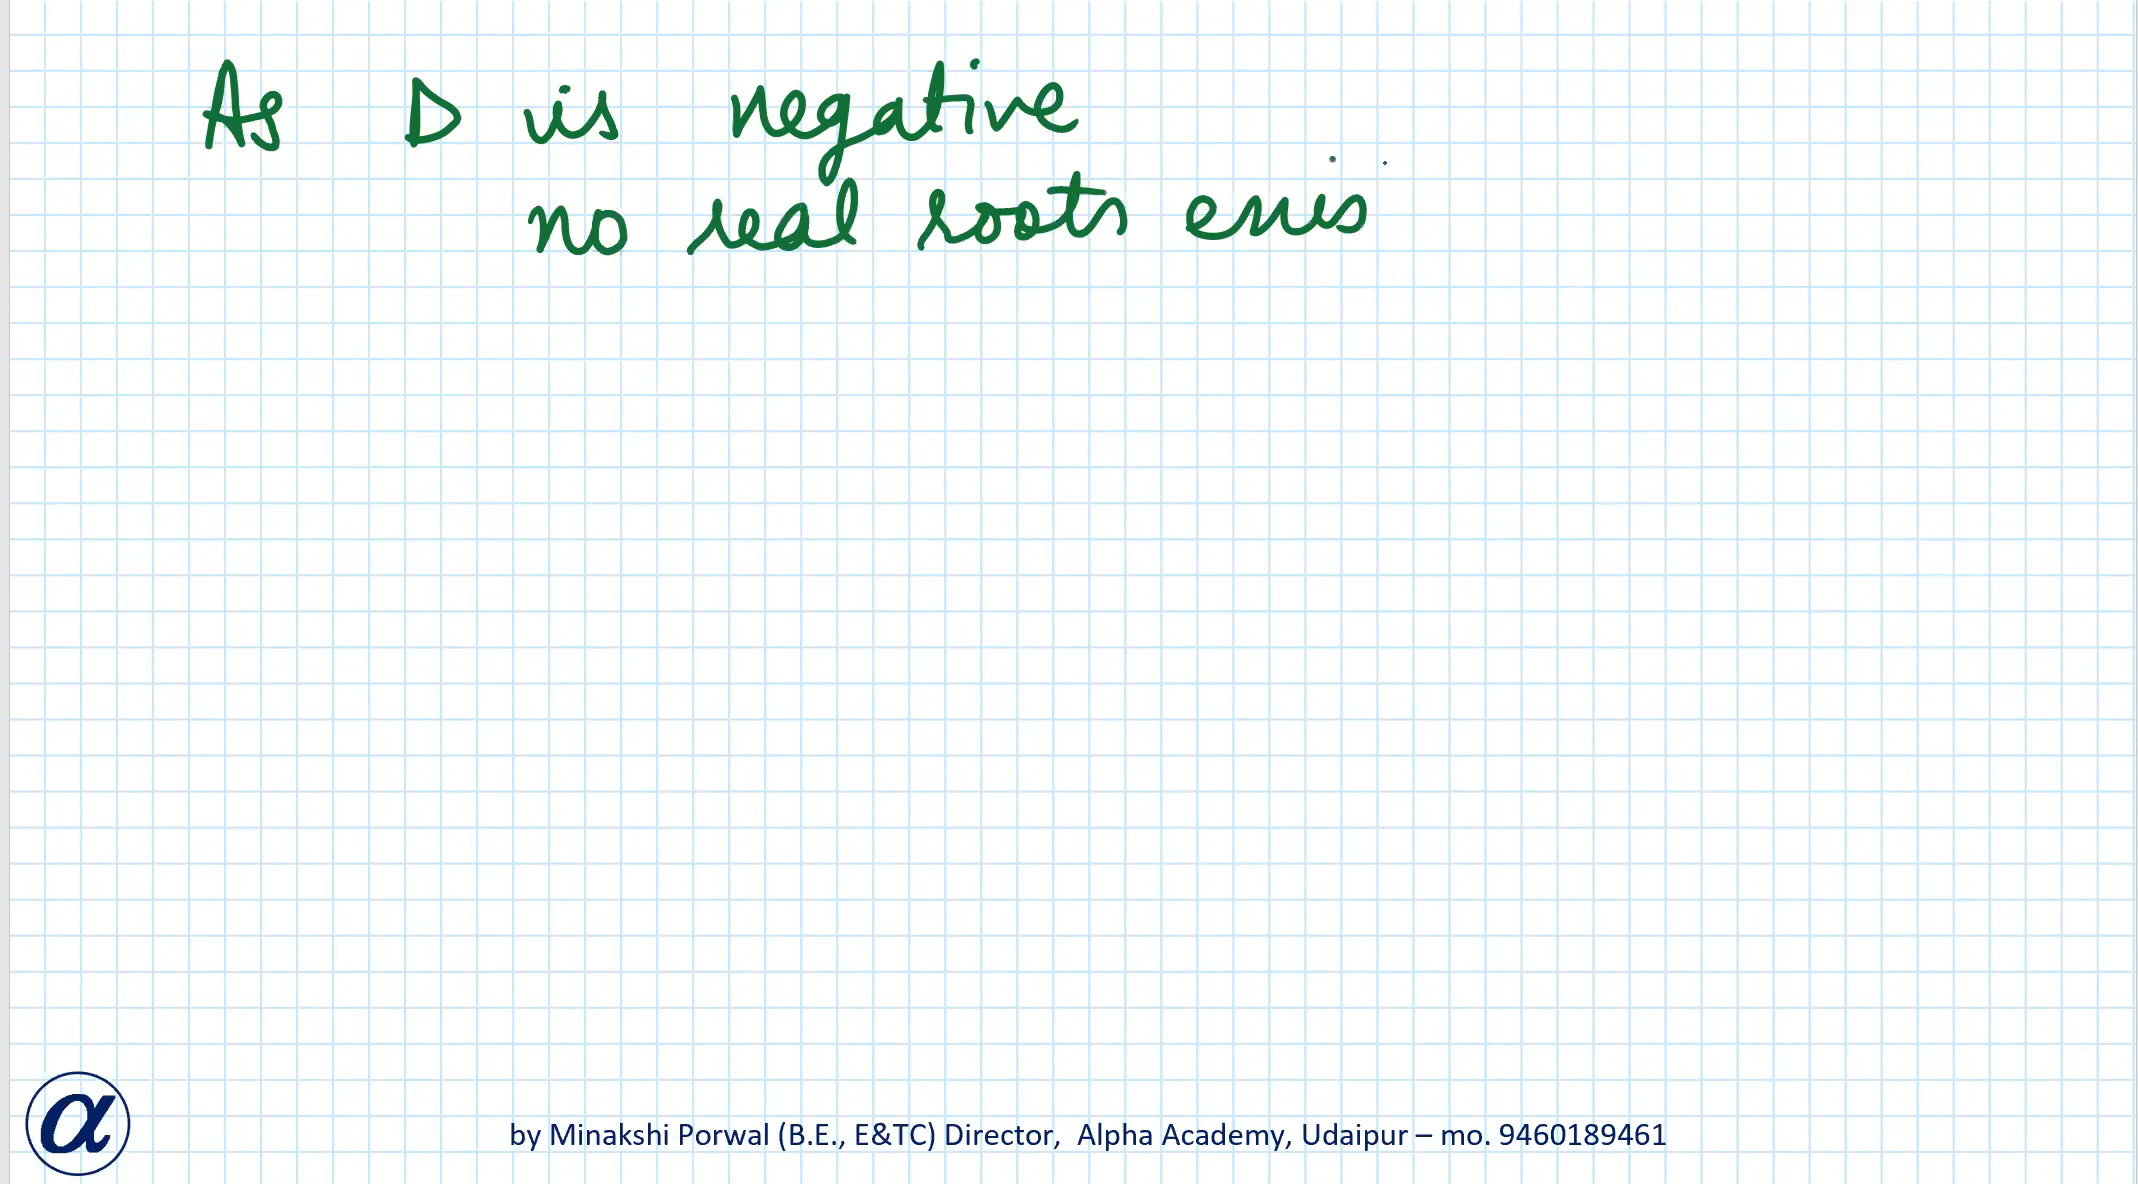 As D is negative
no real roots exis
α
by Minakshi Porwal (B.E., E&TC) Director, Alpha Academy, Udaipur – mo. 9460189461